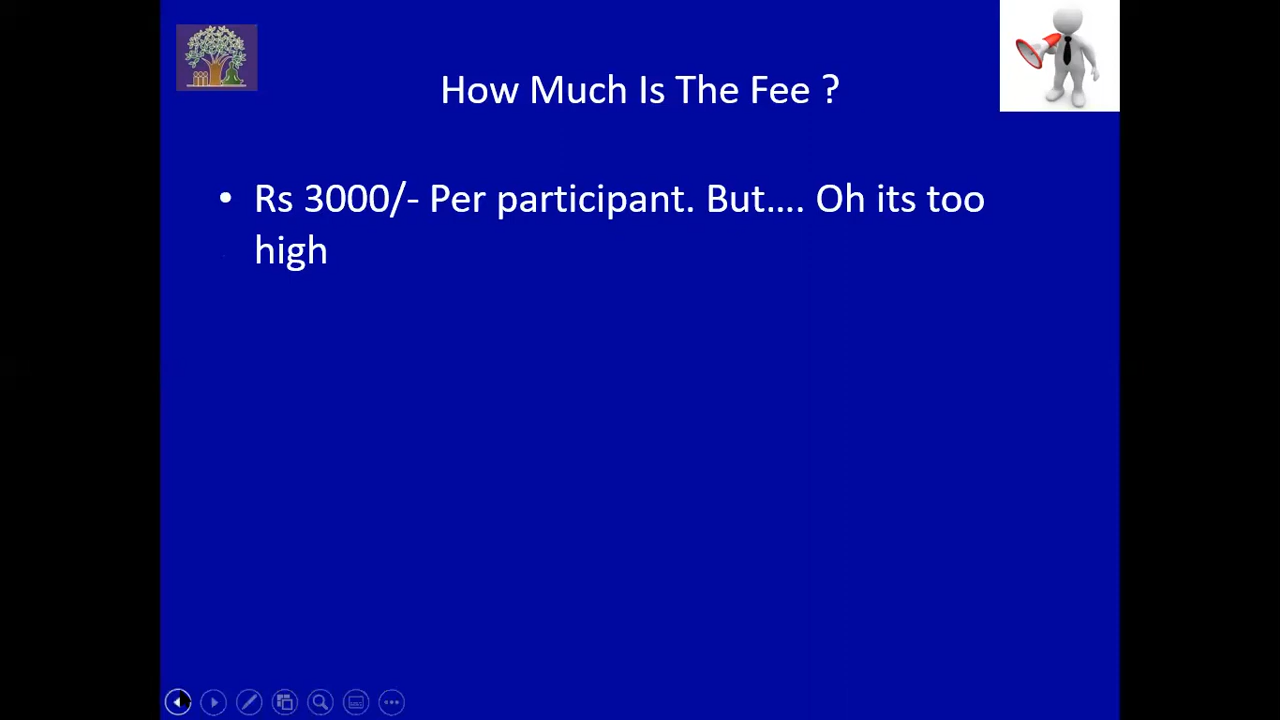 How Much Is The Fee ?
• Rs 3000/- Per participant. But.... Oh its too
high